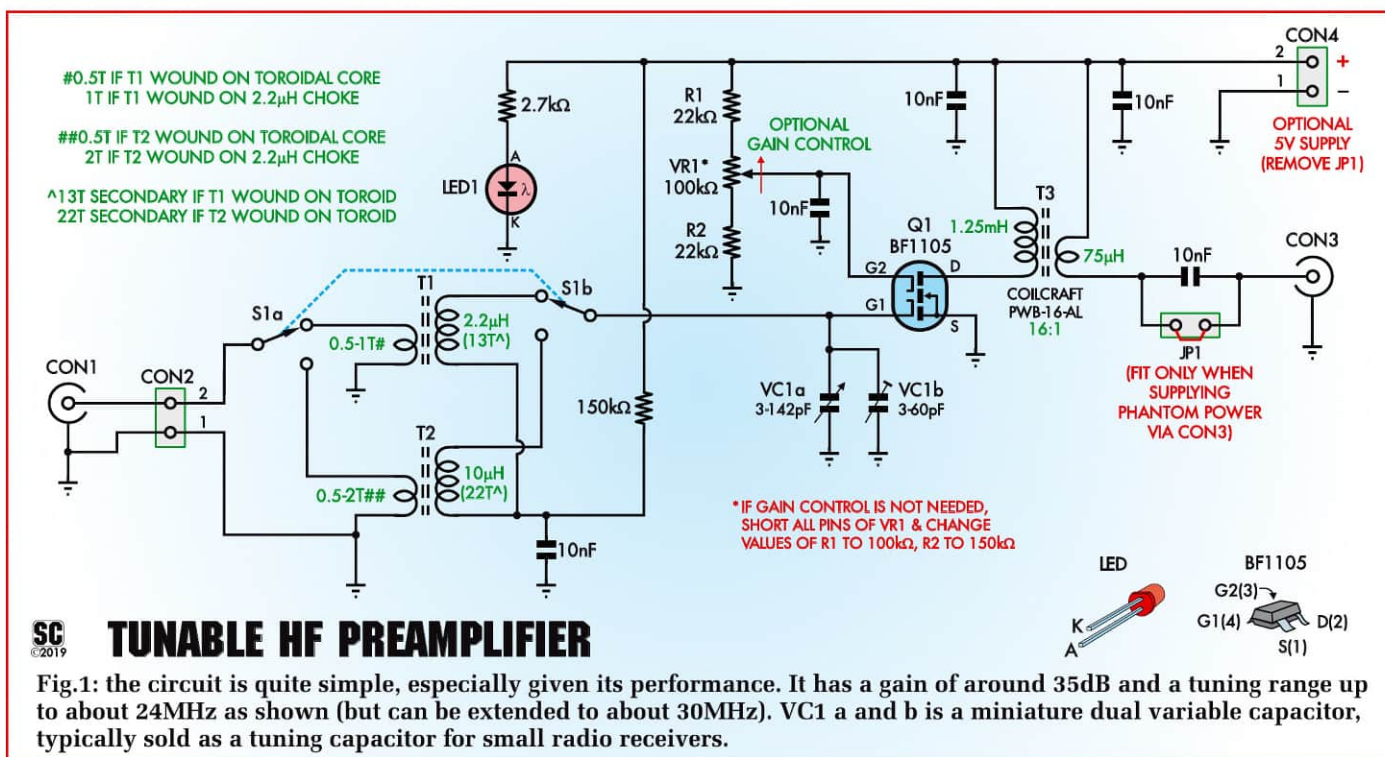 #0.5T IF T1 WOUND ON TOROIDAL CORE
1T IF T1 WOUND ON 2.2µH CHOKE
##0.5T IF T2 WOUND ON TOROIDAL CORE
2T IF T2 WOUND ON 2.2µH CHOKE
^13T SECONDARY IF T1 WOUND ON TOROID
22T SECONDARY IF T2 WOUND ON TOROID
2.7kΩ
A
LED1
λ
K
R1
22kΩ
VR1*
100kΩ
R2
22kΩ
OPTIONAL
GAIN CONTROL
10nF
10nF
10nF
CON4
2
+
1
–
OPTIONAL
5V SUPPLY
(REMOVE JP1)
Q1
BF1105
G2
D
G1
S
T3
1.25mH
75µH
COILCRAFT
PWB-16-AL
16:1
10nF
CON3
JP1
(FIT ONLY WHEN
SUPPLYING
PHANTOM POWER
VIA CON3)
CON1
CON2
2
1
S1a
T1
0.5-1T#
2.2µH
(13T^)
S1b
T2
0.5-2T##
10µH
(22T^)
150kΩ
10nF
VC1a
3-142pF
VC1b
3-60pF
*IF GAIN CONTROL IS NOT NEEDED,
SHORT ALL PINS OF VR1 & CHANGE
VALUES OF R1 TO 100kΩ, R2 TO 150kΩ
LED
K
A
BF1105
G2(3)
G1(4)
D(2)
S(1)
SC
©2019
TUNABLE HF PREAMPLIFIER
Fig.1: the circuit is quite simple, especially given its performance. It has a gain of around 35dB and a tuning range up
to about 24MHz as shown (but can be extended to about 30MHz). VC1 a and b is a miniature dual variable capacitor,
typically sold as a tuning capacitor for small radio receivers.